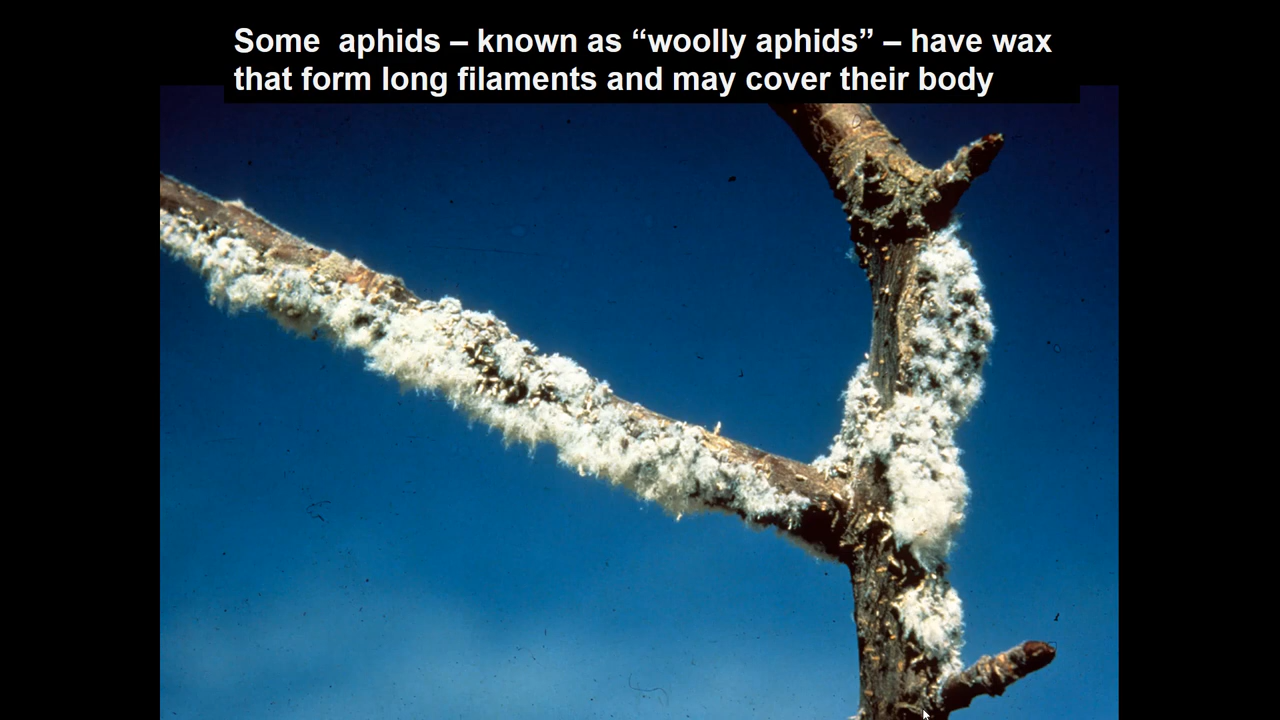 Some  aphids – known as “woolly aphids” – have wax
that form long filaments and may cover their body